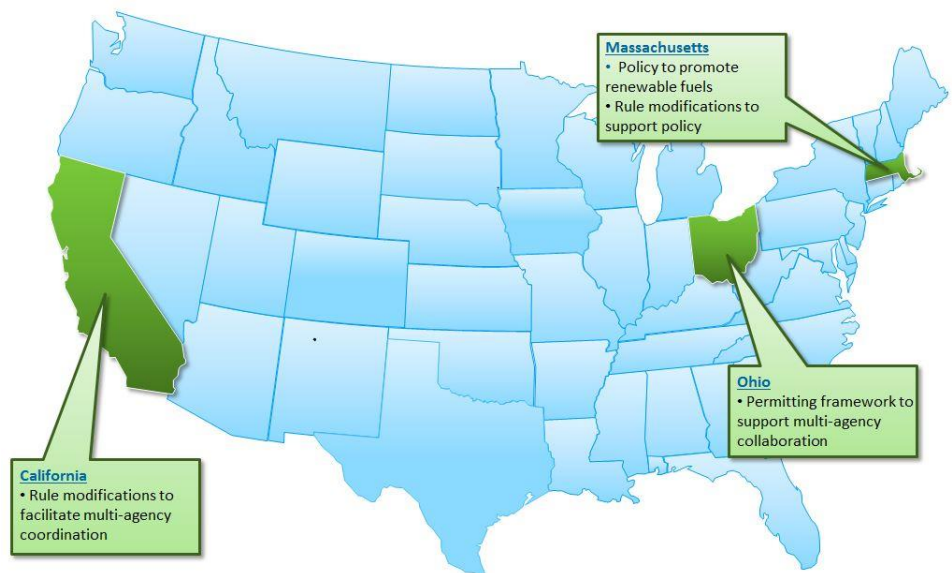 Massachusetts
• Policy to promote
renewable fuels
• Rule modifications to
support policy
Ohio
• Permitting framework to
support multi-agency
collaboration
California
• Rule modifications to
facilitate multi-agency
coordination